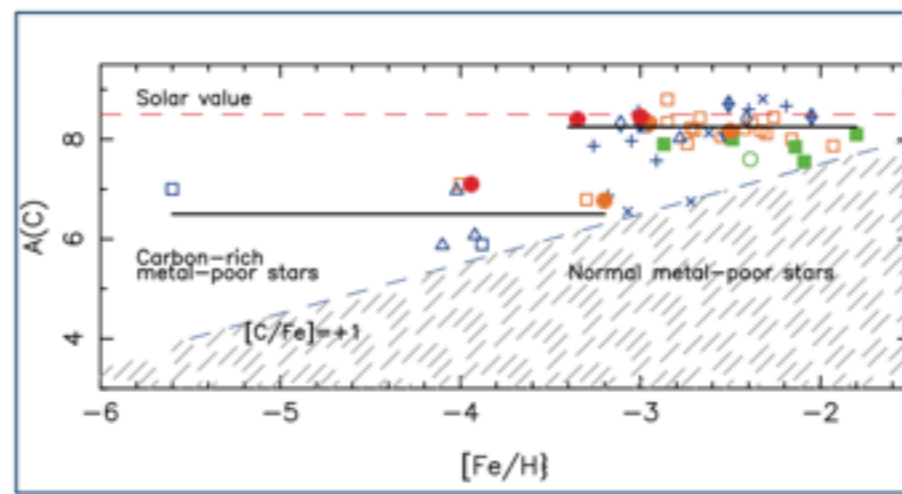 Solar value
8
6
4
A(C)
Carbon-rich
metal-poor stars
Normal metal-poor stars
[C/Fe]=+1
-6
-5
-4
-3
-2
[Fe/H]